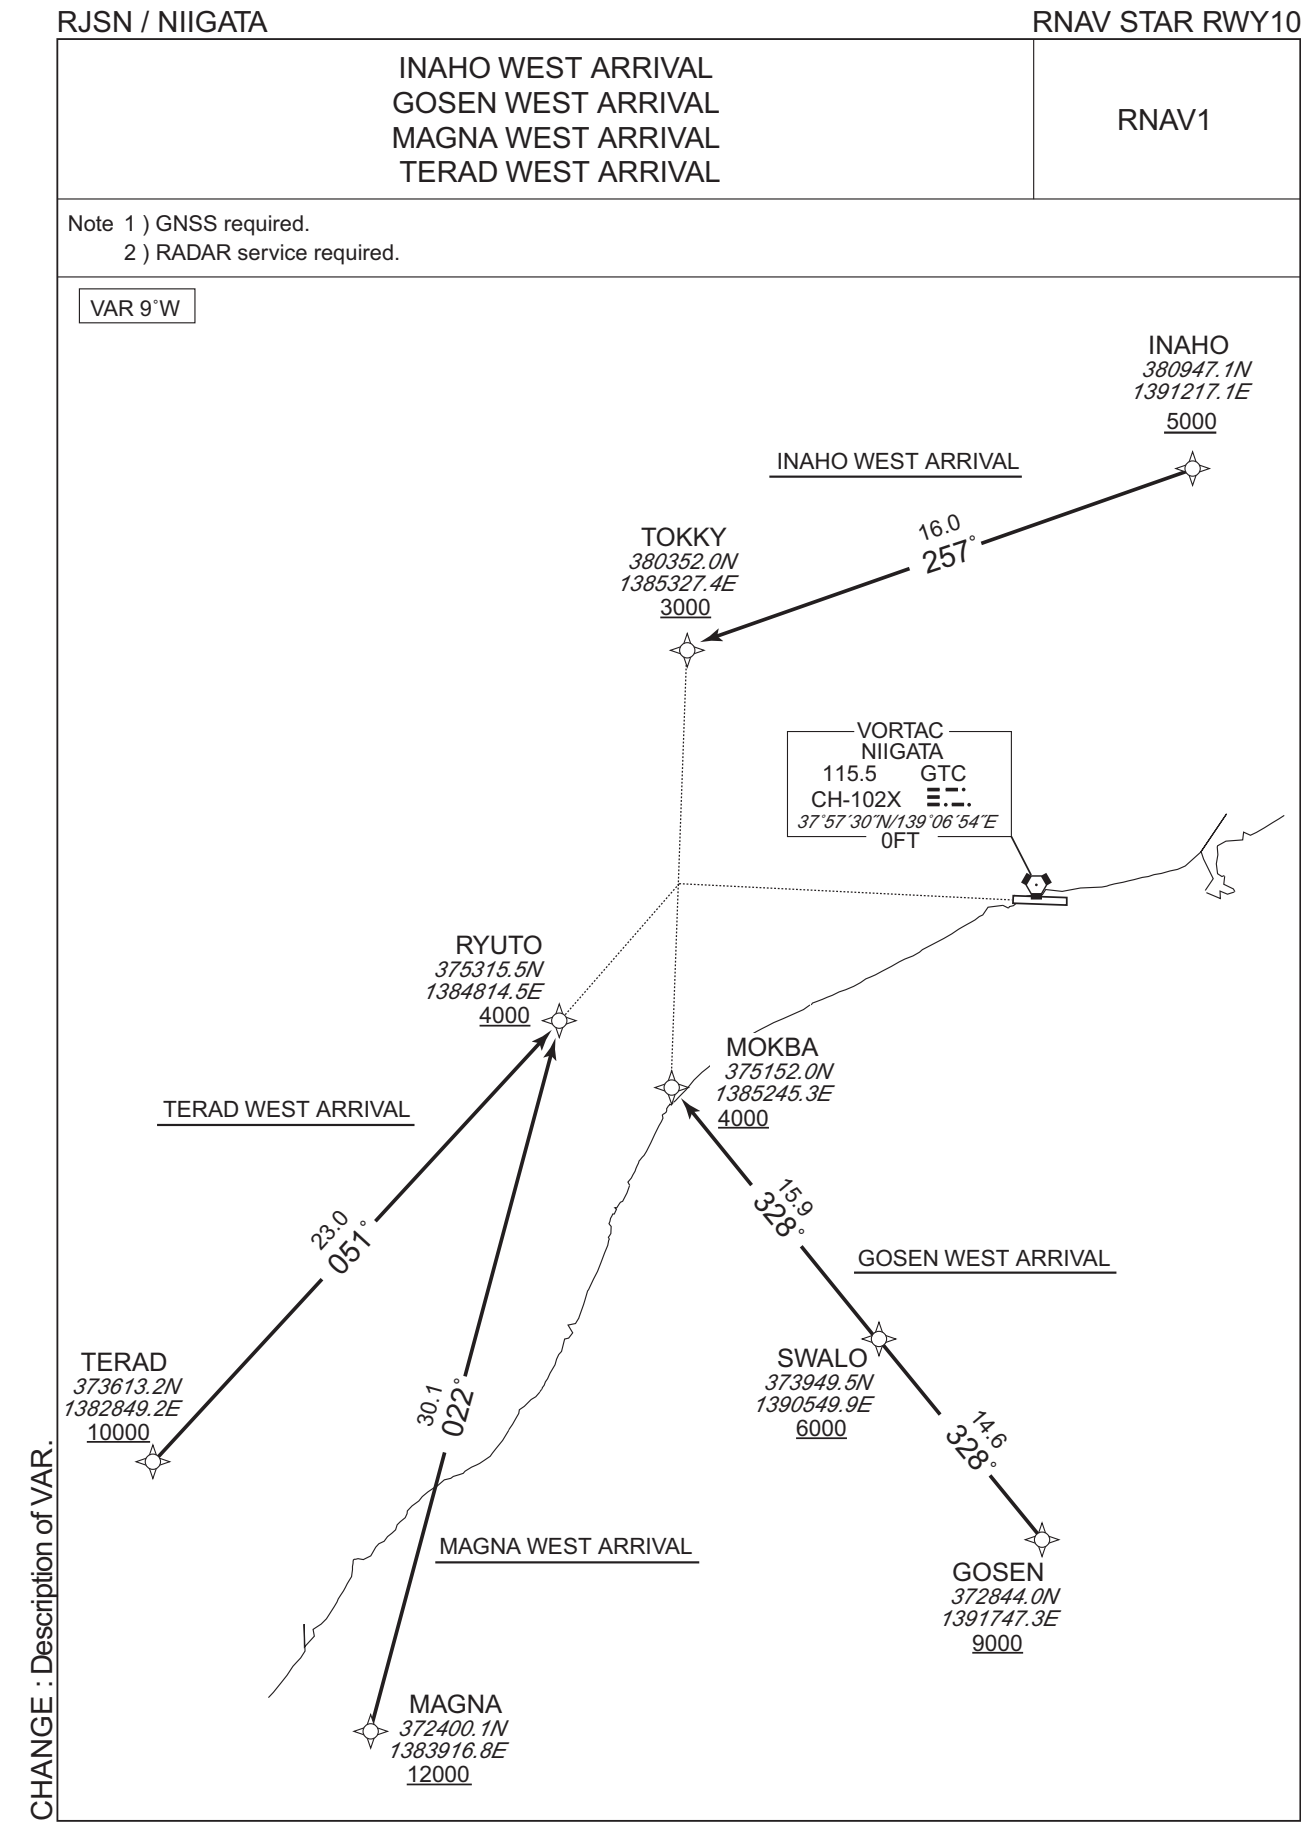 RJSN / NIIGATA
RNAV STAR RWY10
INAHO WEST ARRIVAL
GOSEN WEST ARRIVAL
MAGNA WEST ARRIVAL
TERAD WEST ARRIVAL
RNAV1
Note 1 ) GNSS required.
2 ) RADAR service required.
VAR 9˚W
INAHO
380947.1N
1391217.1E
5000
INAHO WEST ARRIVAL
16.0
257˚
TOKKY
380352.0N
1385327.4E
3000
VORTAC
NIIGATA
115.5 GTC
CH-102X
37˚57´30˝N/139˚06´54˝E
0FT
RYUTO
375315.5N
1384814.5E
4000
MOKBA
375152.0N
1385245.3E
4000
TERAD WEST ARRIVAL
15.9
328˚
23.0
051˚
GOSEN WEST ARRIVAL
SWALO
373949.5N
1390549.9E
6000
TERAD
373613.2N
1382849.2E
10000
30.1
022˚
14.6
328˚
MAGNA WEST ARRIVAL
GOSEN
372844.0N
1391747.3E
9000
MAGNA
372400.1N
1383916.8E
12000
CHANGE : Description of VAR.